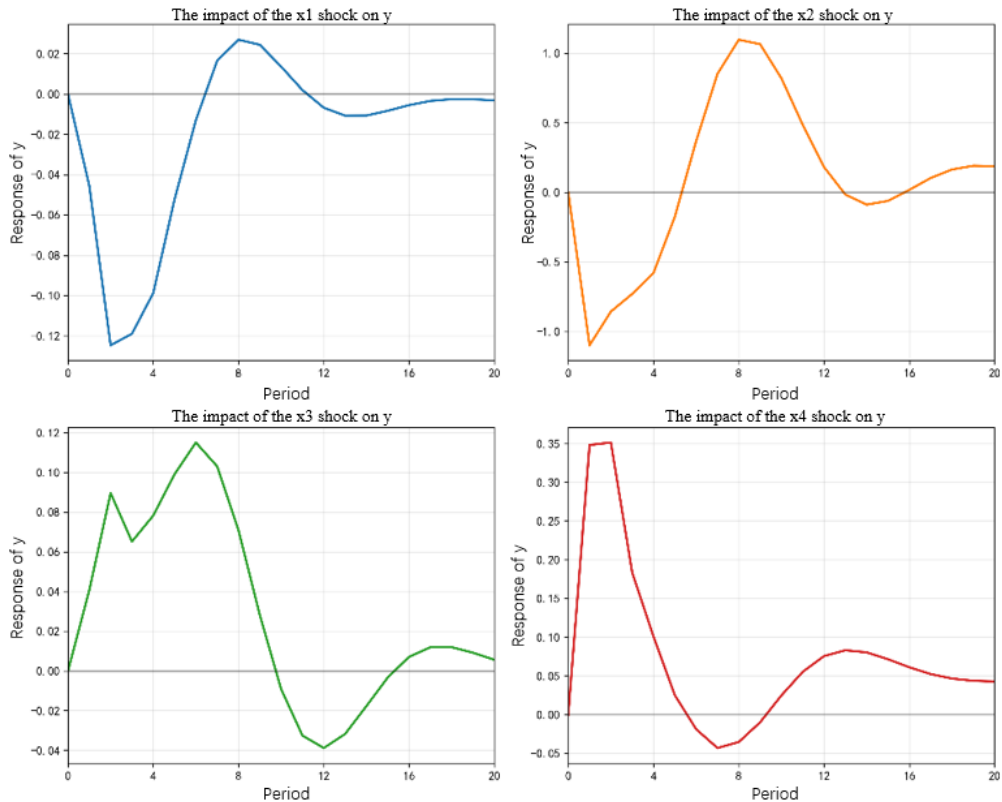 The impact of the x1 shock on y
0.02
0.00
-0.02
-0.04
-0.06
-0.08
-0.10
-0.12
Response of y
0 4 8 12 16 20
Period
The impact of the x2 shock on y
1.0
0.5
0.0
-0.5
-1.0
Response of y
0 4 8 12 16 20
Period
The impact of the x3 shock on y
0.12
0.10
0.08
0.06
0.04
0.02
0.00
-0.02
-0.04
Response of y
0 4 8 12 16 20
Period
The impact of the x4 shock on y
0.35
0.30
0.25
0.20
0.15
0.10
0.05
0.00
-0.05
Response of y
0 4 8 12 16 20
Period